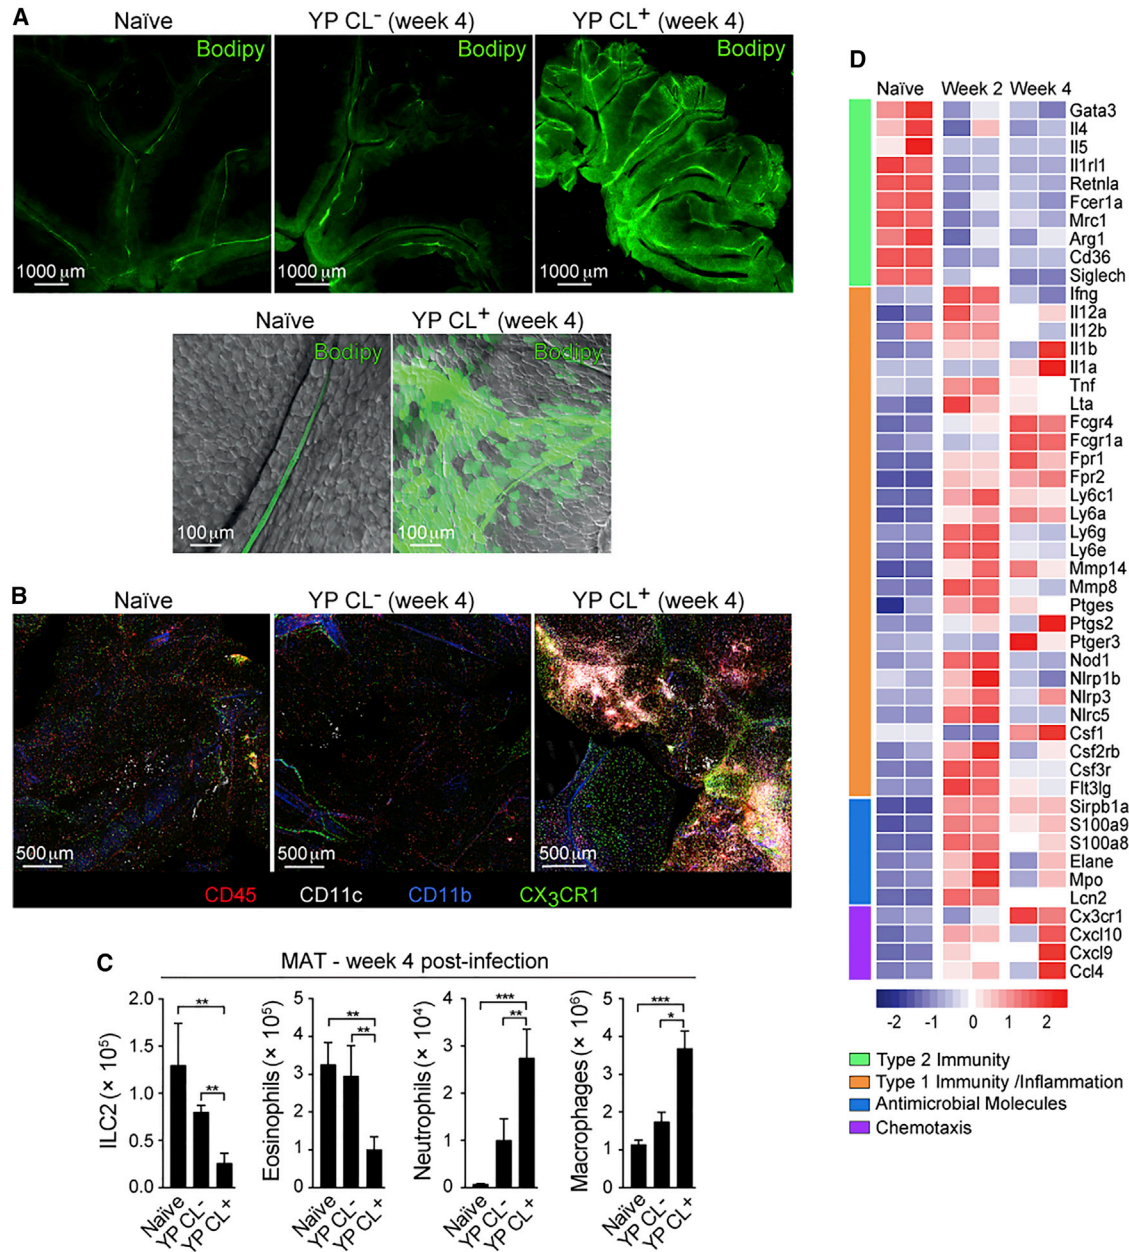 A
Naïve
YP CL- (week 4)
YP CL+ (week 4)
Bodipy
Bodipy
Bodipy
1000 μm
1000 μm
1000 μm
Naïve
YP CL+ (week 4)
Bodipy
Bodipy
100 μm
100 μm
B
Naïve
YP CL- (week 4)
YP CL+ (week 4)
500 μm
500 μm
500 μm
CD45
CD11c
CD11b
CX3CR1
C
MAT - week 4 post-infection
ILC2 (× 10^5)
2.0
1.5
1.0
0.5
0
**
**
Naïve
YP CL-
YP CL+
Eosinophils (× 10^5)
5
4
3
2
1
0
**
**
Naïve
YP CL-
YP CL+
Neutrophils (× 10^4)
4
3
2
1
0
***
**
Naïve
YP CL-
YP CL+
Macrophages (× 10^6)
5
4
3
2
1
0
***
*
Naïve
YP CL-
YP CL+
D
Naïve Week 2 Week 4
Gata3
Il4
Il5
Il1rl1
Retnla
Fcer1a
Mrc1
Arg1
Cd36
Siglech
Ifng
Il12a
Il12b
Il1b
Il1a
Tnf
Lta
Fcgr4
Fcgr1a
Fpr1
Fpr2
Ly6c1
Ly6a
Ly6g
Ly6e
Mmp14
Mmp8
Ptges
Ptgs2
Ptger3
Nod1
Nlrp1b
Nlrp3
Nlrc5
Csf1
Csf2rb
Csf3r
Flt3lg
Sirpb1a
S100a9
S100a8
Elane
Mpo
Lcn2
Cx3cr1
Cxcl10
Cxcl9
Ccl4
-2 -1 0 1 2
Type 2 Immunity
Type 1 Immunity /Inflammation
Antimicrobial Molecules
Chemotaxis